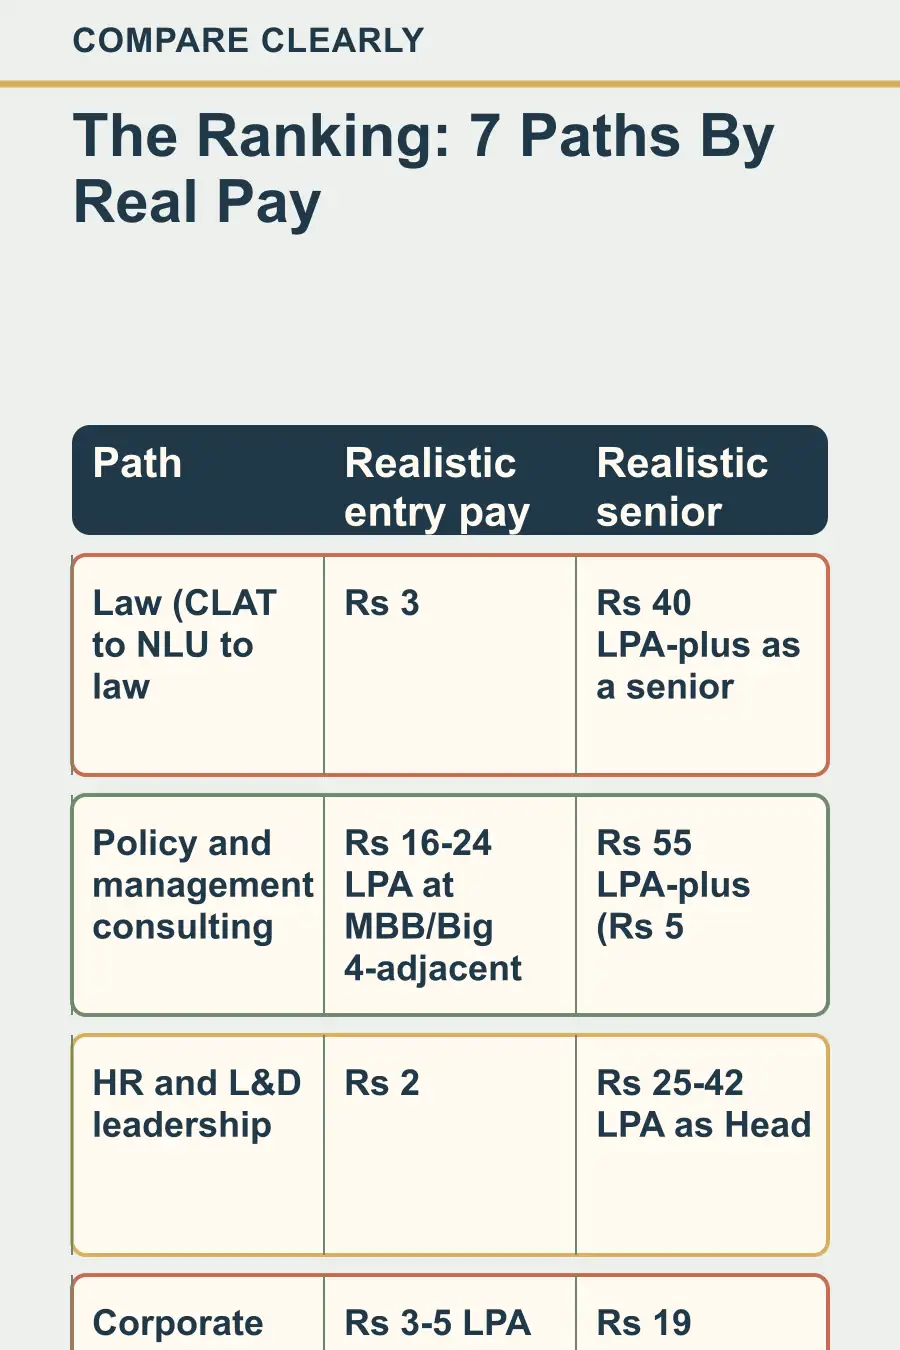 COMPARE CLEARLY
The Ranking: 7 Paths By
Real Pay
Path
Realistic
entry pay
Realistic
senior
Law (CLAT
to NLU to
law
Rs 3
Rs 40
LPA-plus as
a senior
Policy and
management
consulting
Rs 16-24
LPA at
MBB/Big
4-adjacent
Rs 55
LPA-plus
(Rs 5
HR and L&D
leadership
Rs 2
Rs 25-42
LPA as Head
Corporate
Rs 3-5 LPA
Rs 19